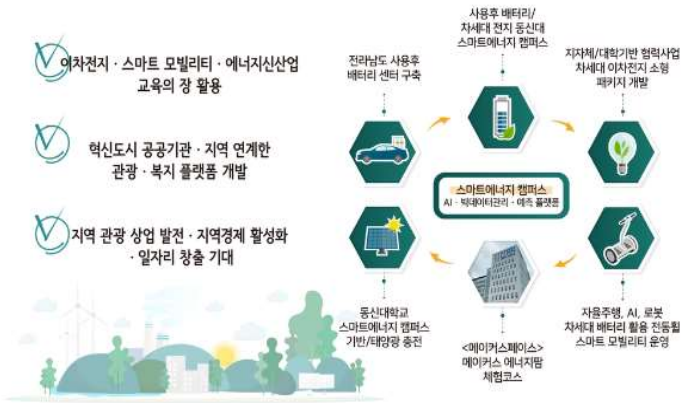 이차전지 · 스마트 모빌리티 · 에너지신산업
교육의 장 활용
혁신도시 공공기관 · 지역 연계한
관광 · 복지 플랫폼 개발
지역 관광 상업 발전 · 지역경제 활성화
· 일자리 창출 기대
전라남도 사용후
배터리 센터 구축
사용후 배터리/
차세대 전지 동신대
스마트에너지 캠퍼스
지자체/대학기반 협력사업
차세대 이차전지 소형
패키지 개발
스마트에너지 캠퍼스
AI · 빅데이터관리 · 예측 플랫폼
동신대학교
스마트에너지 캠퍼스
기반/태양광 충전
<메이커스페이스>
메이커스 에너지팜
체험코스
자율주행, AI, 로봇
차세대 배터리 활용 전동휠
스마트 모빌리티 운영